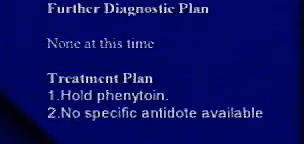 Further Diagnostic Plan
None at this time
Treatment Plan
1.Hold phenytoin.
2.No specific antidote available